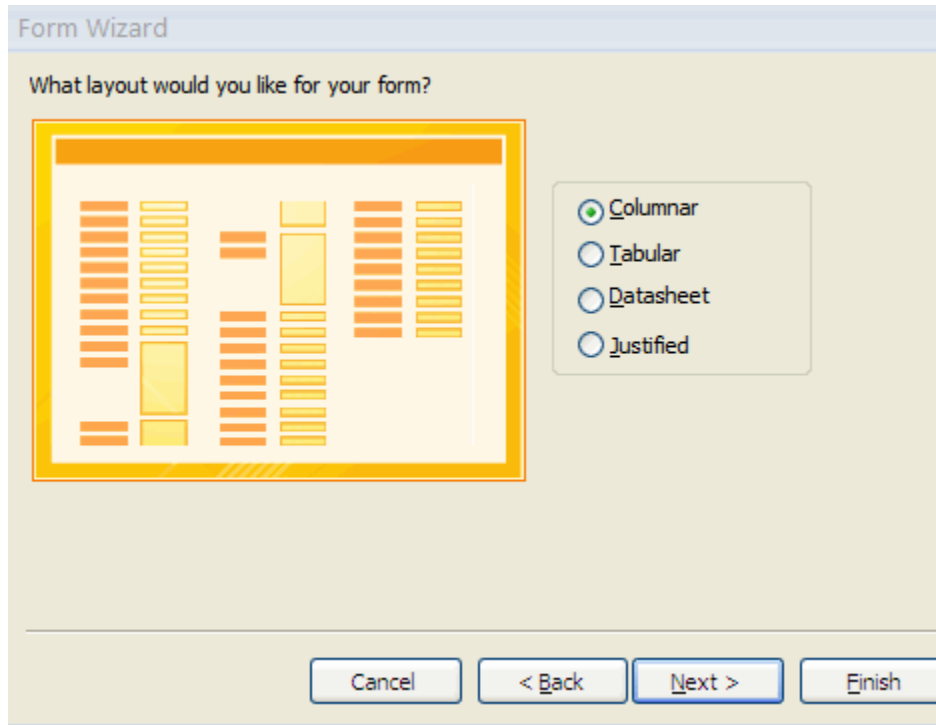 Form Wizard
What layout would you like for your form?
Columnar
Tabular
Datasheet
Justified
Cancel
< Back
Next >
Finish